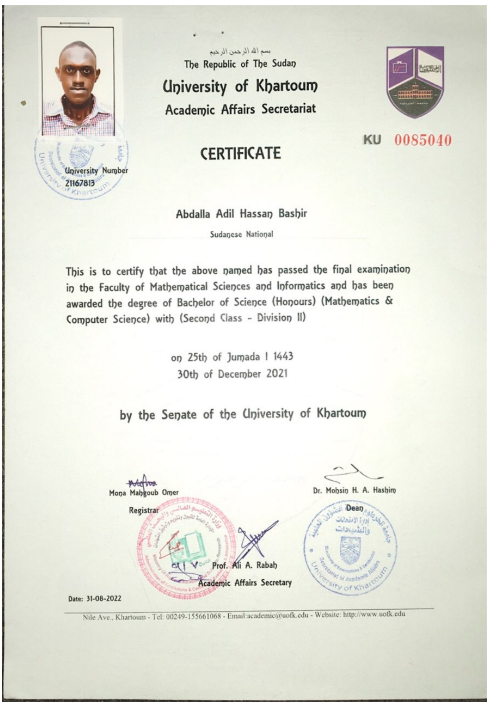 بسم الله الرحمن الرحيم
The Republic of The Sudan
University of Khartoum
Academic Affairs Secretariat
KU 0085040
CERTIFICATE
University Number
21167813
Abdalla Adil Hassan Bashir
Sudanese National
This is to certify that the above named has passed the final examination
in the Faculty of Mathematical Sciences and Informatics and has been
awarded the degree of Bachelor of Science (Honours) (Mathematics &
Computer Science) with (Second Class - Division II)
on 25th of Jumada I 1443
30th of December 2021
by the Senate of the University of Khartoum
Mona Mahgoub Omer
Registrar
Dr. Mohsin H. A. Hashim
Dean
Prof. Ali A. Rabah
Academic Affairs Secretary
University of Khartoum
Date: 31-08-2022
Nile Ave., Khartoum - Tel: 00249-155661068 - Email:academic@uofk.edu - Website: http://www.uofk.edu